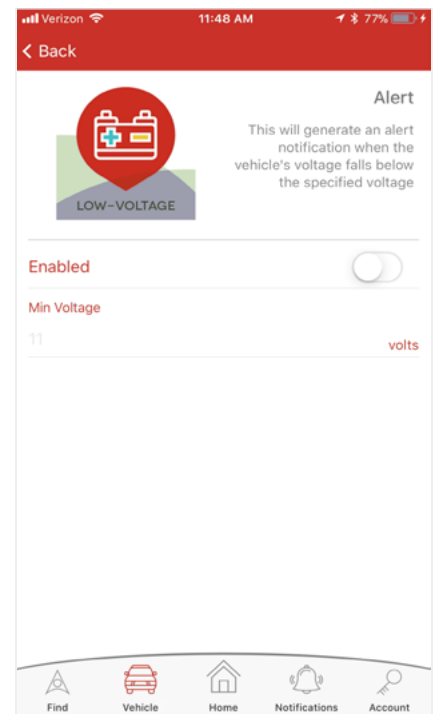 Verizon 11:48 AM 77%
Back
Alert
This will generate an alert
notification when the
vehicle's voltage falls below
the specified voltage
LOW-VOLTAGE
Enabled
Min Voltage
11
volts
Find Vehicle Home Notifications Account